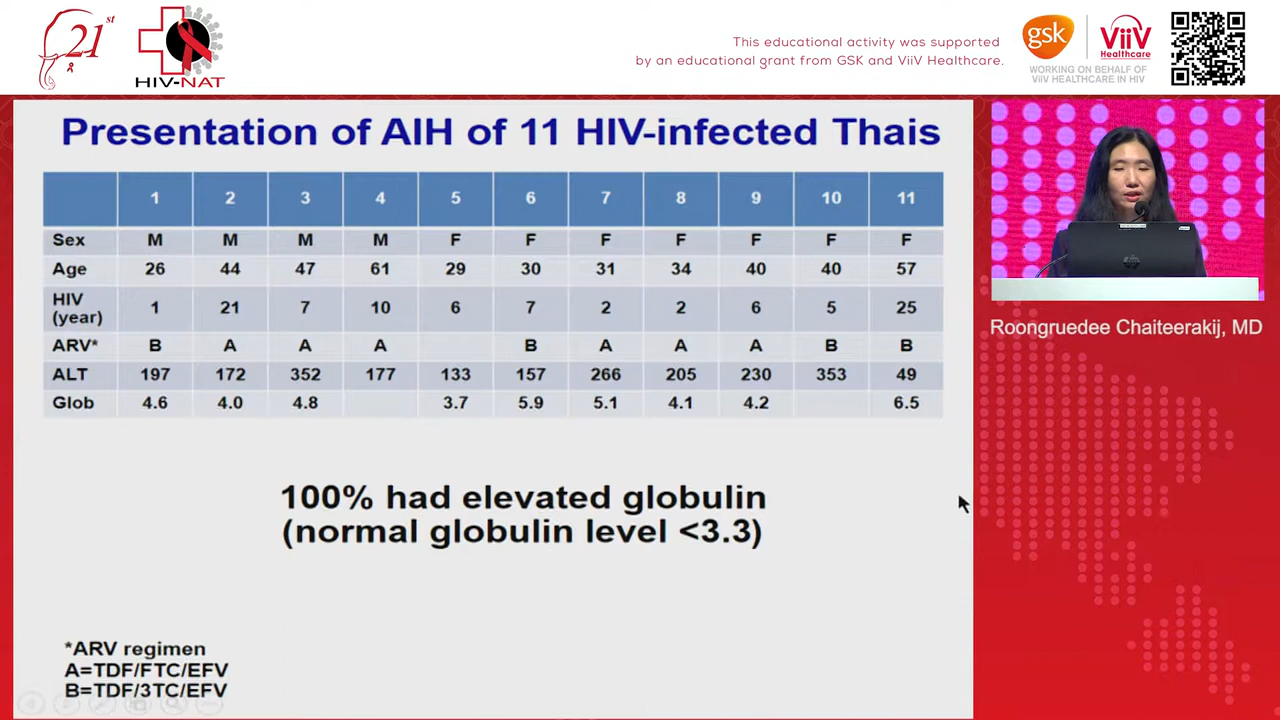 21st
HIV-NAT
This educational activity was supported
by an educational grant from GSK and ViiV Healthcare.
gsk
ViiV
Healthcare
WORKING ON BEHALF OF
ViiV HEALTHCARE IN HIV
Presentation of AIH of 11 HIV-infected Thais
1 2 3 4 5 6 7 8 9 10 11
Sex M M M M F F F F F F F
Age 26 44 47 61 29 30 31 34 40 40 57
HIV
(year) 1 21 7 10 6 7 2 2 6 5 25
ARV* B A A A B A A A B B
ALT 197 172 352 177 133 157 266 205 230 353 49
Glob 4.6 4.0 4.8 3.7 5.9 5.1 4.1 4.2 6.5
100% had elevated globulin
(normal globulin level <3.3)
*ARV regimen
A=TDF/FTC/EFV
B=TDF/3TC/EFV
Roongruedee Chaiteerakij, MD